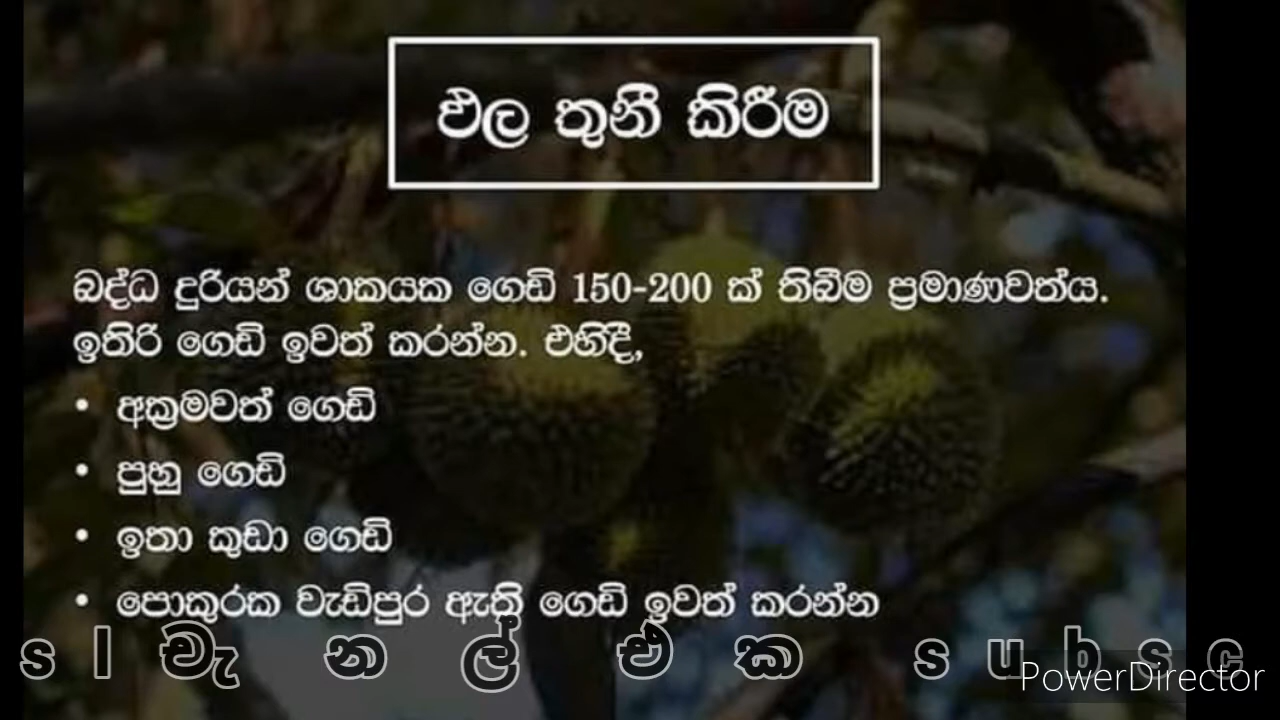 ඵල තුනී කිරීම
බද්ධ දුරියන් ශාකයක ගෙඩි 150-200 ක් තිබීම ප්‍රමාණවත්ය.
ඉතිරි ගෙඩි ඉවත් කරන්න. එහිදී,
• අක්‍රමවත් ගෙඩි
• පුහු ගෙඩි
• ඉතා කුඩා ගෙඩි
• පොකුරක වැඩිපුර ඇති ගෙඩි ඉවත් කරන්න
s l චැ න ල් එ ක s u b s c
PowerDirector